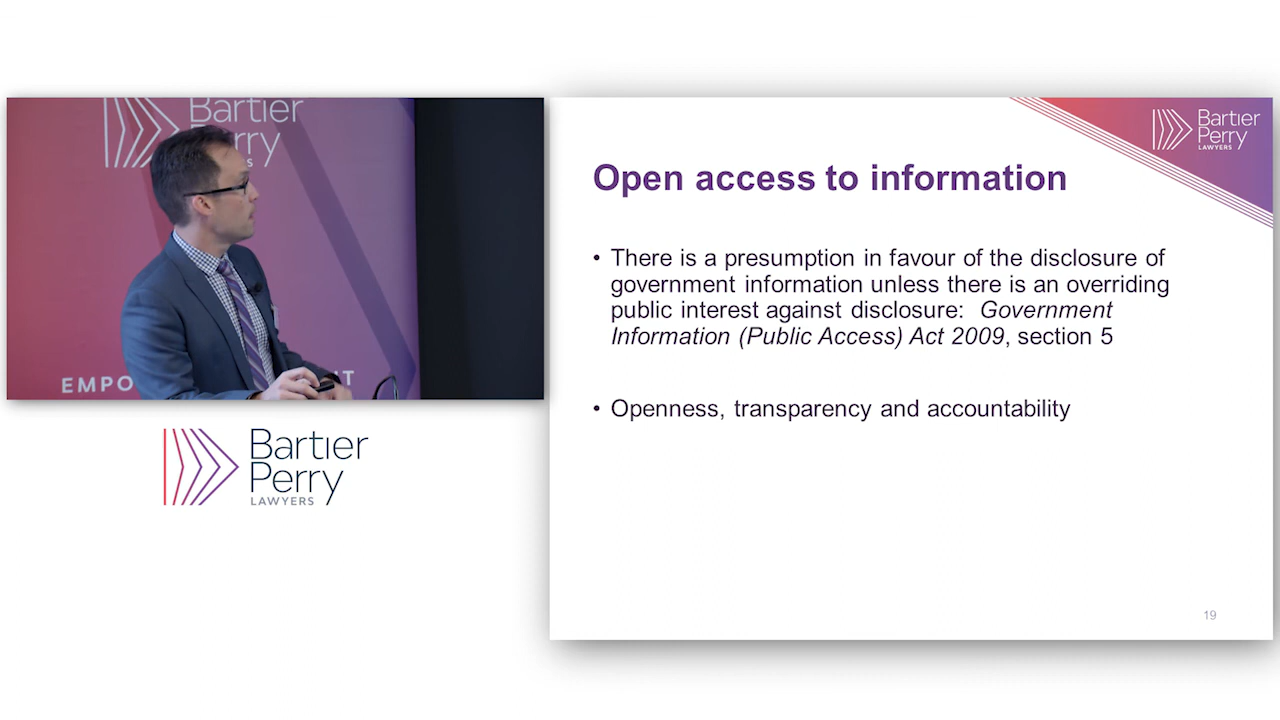 Bartier
Perry
S
EMPO
T
Bartier
Perry
LAWYERS
Bartier
Perry
LAWYERS
Open access to information
• There is a presumption in favour of the disclosure of
government information unless there is an overriding
public interest against disclosure: Government
Information (Public Access) Act 2009, section 5
• Openness, transparency and accountability
19